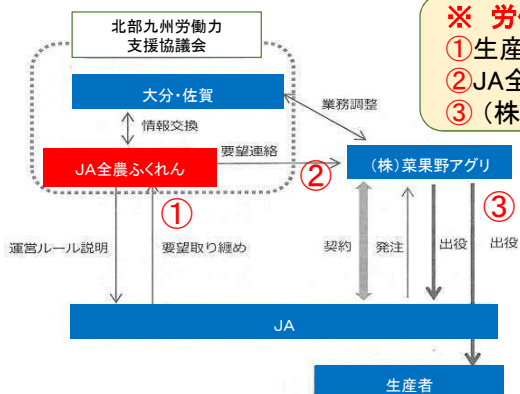 北部九州労働力
支援協議会
※ 労
①生産
②JA全
③（株
大分・佐賀
業務調整
情報交換
要望連絡
JA全農ふくれん
②
（株）菜果野アグリ
①
③
運営ルール説明
要望取り纏め
契約
発注
出役
出役
JA
生産者